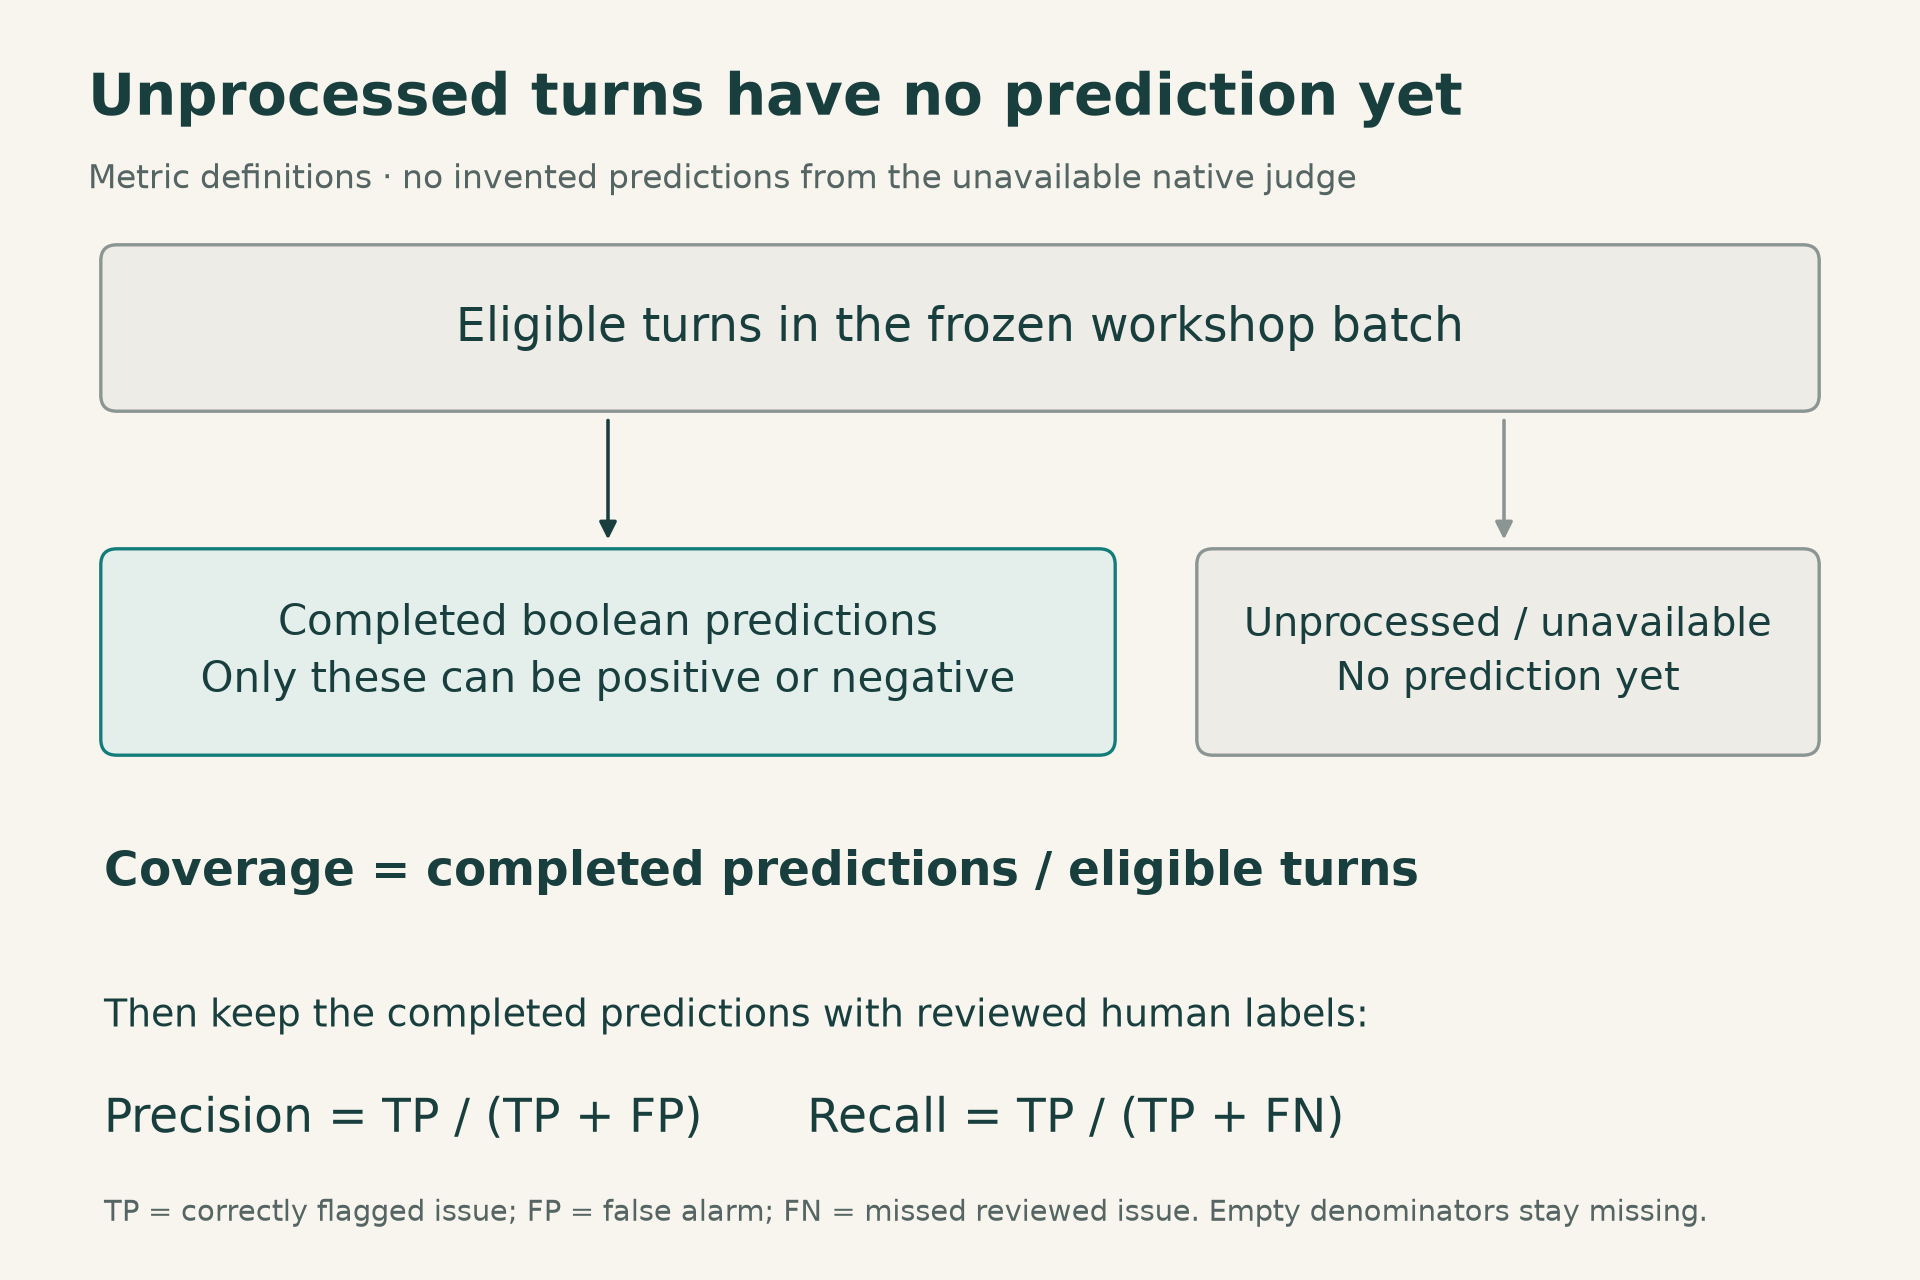 Unprocessed turns have no prediction yet
Metric definitions · no invented predictions from the unavailable native judge
Eligible turns in the frozen workshop batch
Completed boolean predictions
Only these can be positive or negative
Unprocessed / unavailable
No prediction yet
Coverage = completed predictions / eligible turns
Then keep the completed predictions with reviewed human labels:
Precision = TP / (TP + FP)
Recall = TP / (TP + FN)
TP = correctly flagged issue; FP = false alarm; FN = missed reviewed issue. Empty denominators stay missing.